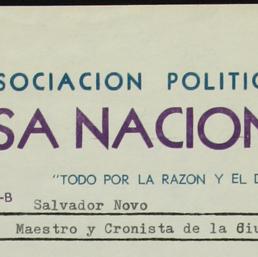 SOCIACION POLITIC
SA NACION
"TODO POR LA RAZON Y EL D
-B
Salvador Novo
Maestro y Cronista de la Ciu